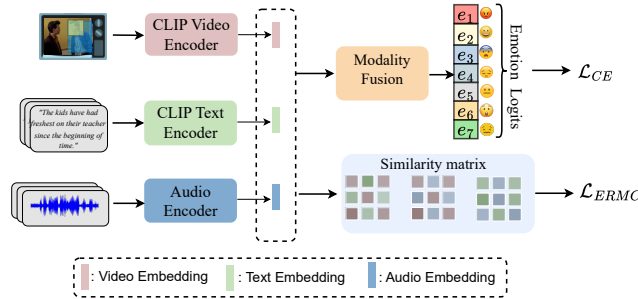 CLIP Video
Encoder
"The kids have had
freshest on their teacher
since the beginning of
time."
CLIP Text
Encoder
Audio
Encoder
Modality
Fusion
e1
e2
e3
e4
e5
e6
e7
Emotion
Logits
ℒCE
Similarity matrix
ℒERMC
: Video Embedding
: Text Embedding
: Audio Embedding